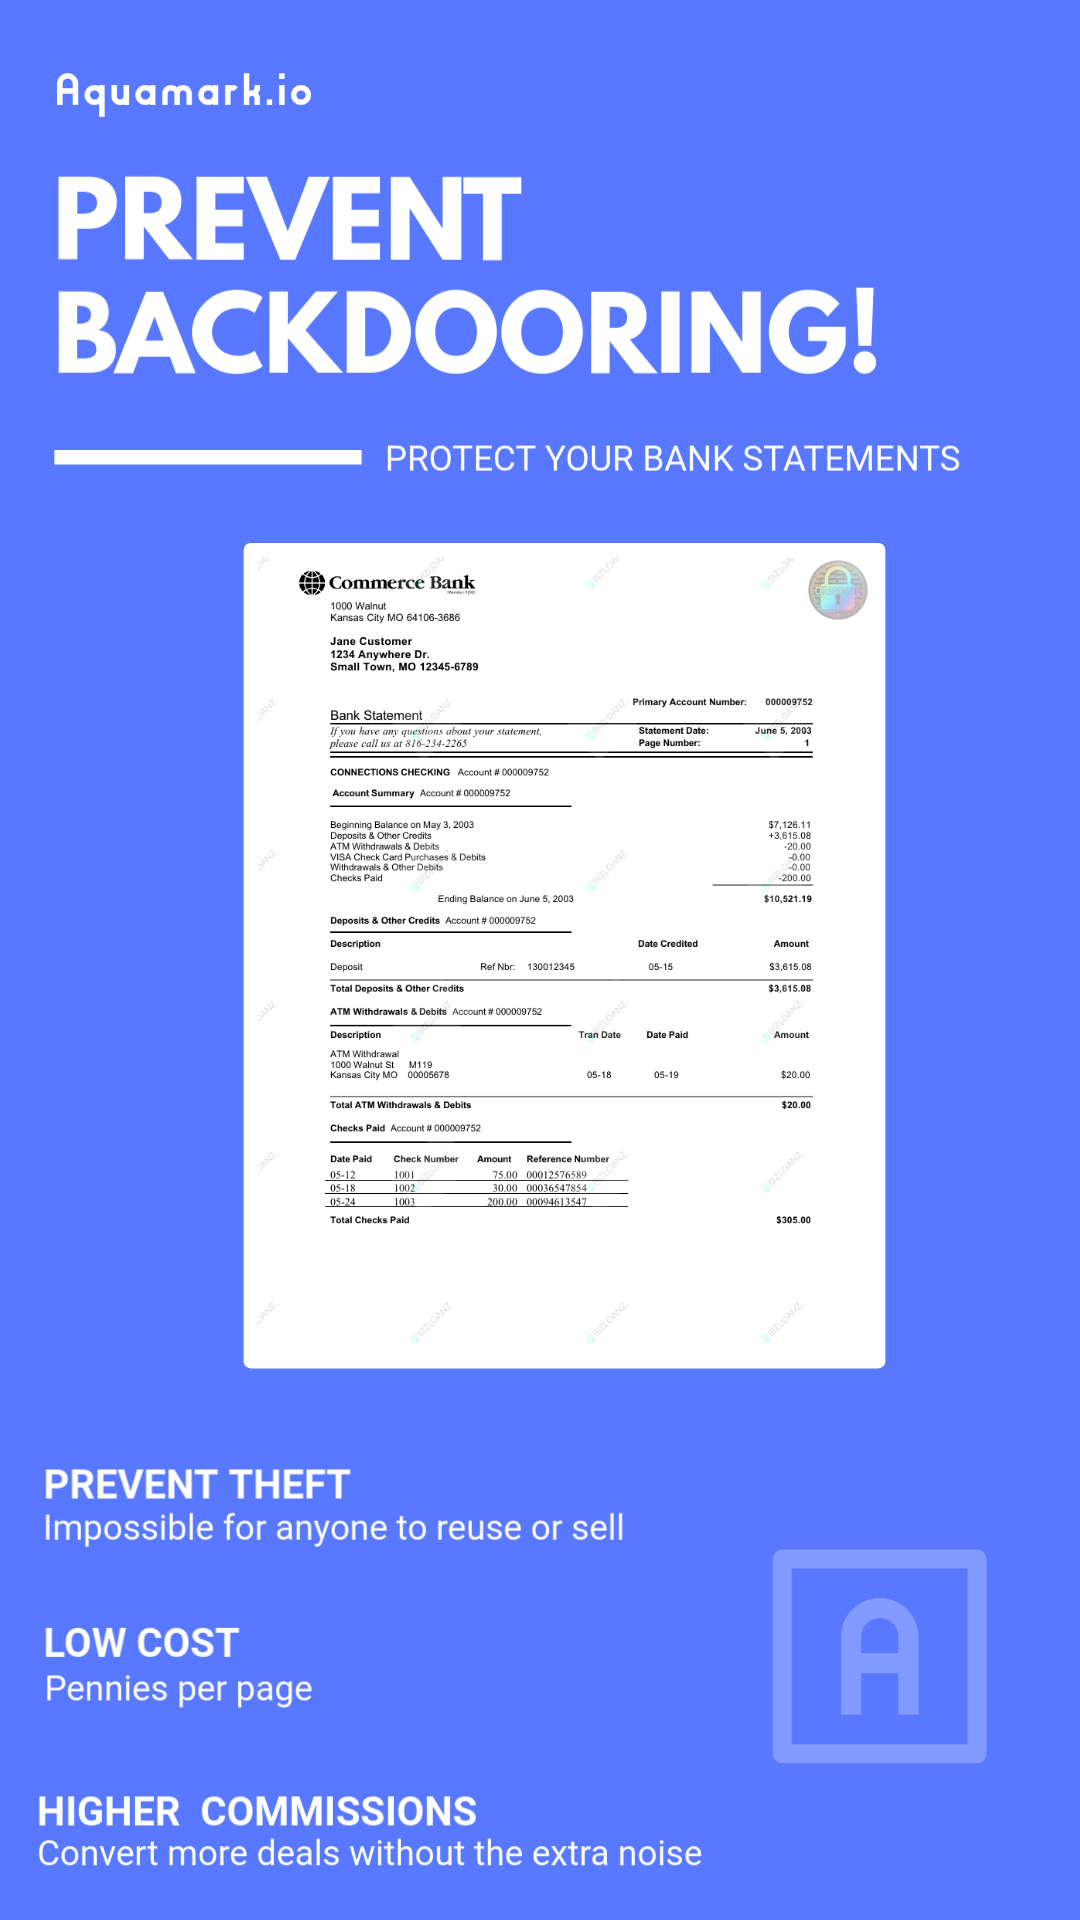 Aquamark.io
PREVENT
BACKDOORING!
PROTECT YOUR BANK STATEMENTS
Commerce Bank
Member FDIC
1000 Walnut
Kansas City MO 64106-3686
Jane Customer
1234 Anywhere Dr.
Small Town, MO 12345-6789
Primary Account Number: 000009752
Bank Statement
If you have any questions about your statement,
please call us at 816-234-2265
Statement Date: June 5, 2003
Page Number: 1
CONNECTIONS CHECKING Account # 000009752
Account Summary Account # 000009752
Beginning Balance on May 3, 2003 $7,126.11
Deposits & Other Credits +3,615.08
ATM Withdrawals & Debits -20.00
VISA Check Card Purchases & Debits -0.00
Withdrawals & Other Debits -0.00
Checks Paid -200.00
Ending Balance on June 5, 2003 $10,521.19
Deposits & Other Credits Account # 000009752
Description Date Credited Amount
Deposit Ref Nbr: 130012345 05-15 $3,615.08
Total Deposits & Other Credits $3,615.08
ATM Withdrawals & Debits Account # 000009752
Description Tran Date Date Paid Amount
ATM Withdrawal
1000 Walnut St M119
Kansas City MO 00005678 05-18 05-19 $20.00
Total ATM Withdrawals & Debits $20.00
Checks Paid Account # 000009752
Date Paid Check Number Amount Reference Number
05-12 1001 75.00 00012576589
05-18 1002 30.00 00036547854
05-24 1003 200.00 00094613547
Total Checks Paid $305.00
BIZLOANZ
BIZLOANZ
BIZLOANZ
PREVENT THEFT
Impossible for anyone to reuse or sell
LOW COST
Pennies per page
A
HIGHER COMMISSIONS
Convert more deals without the extra noise